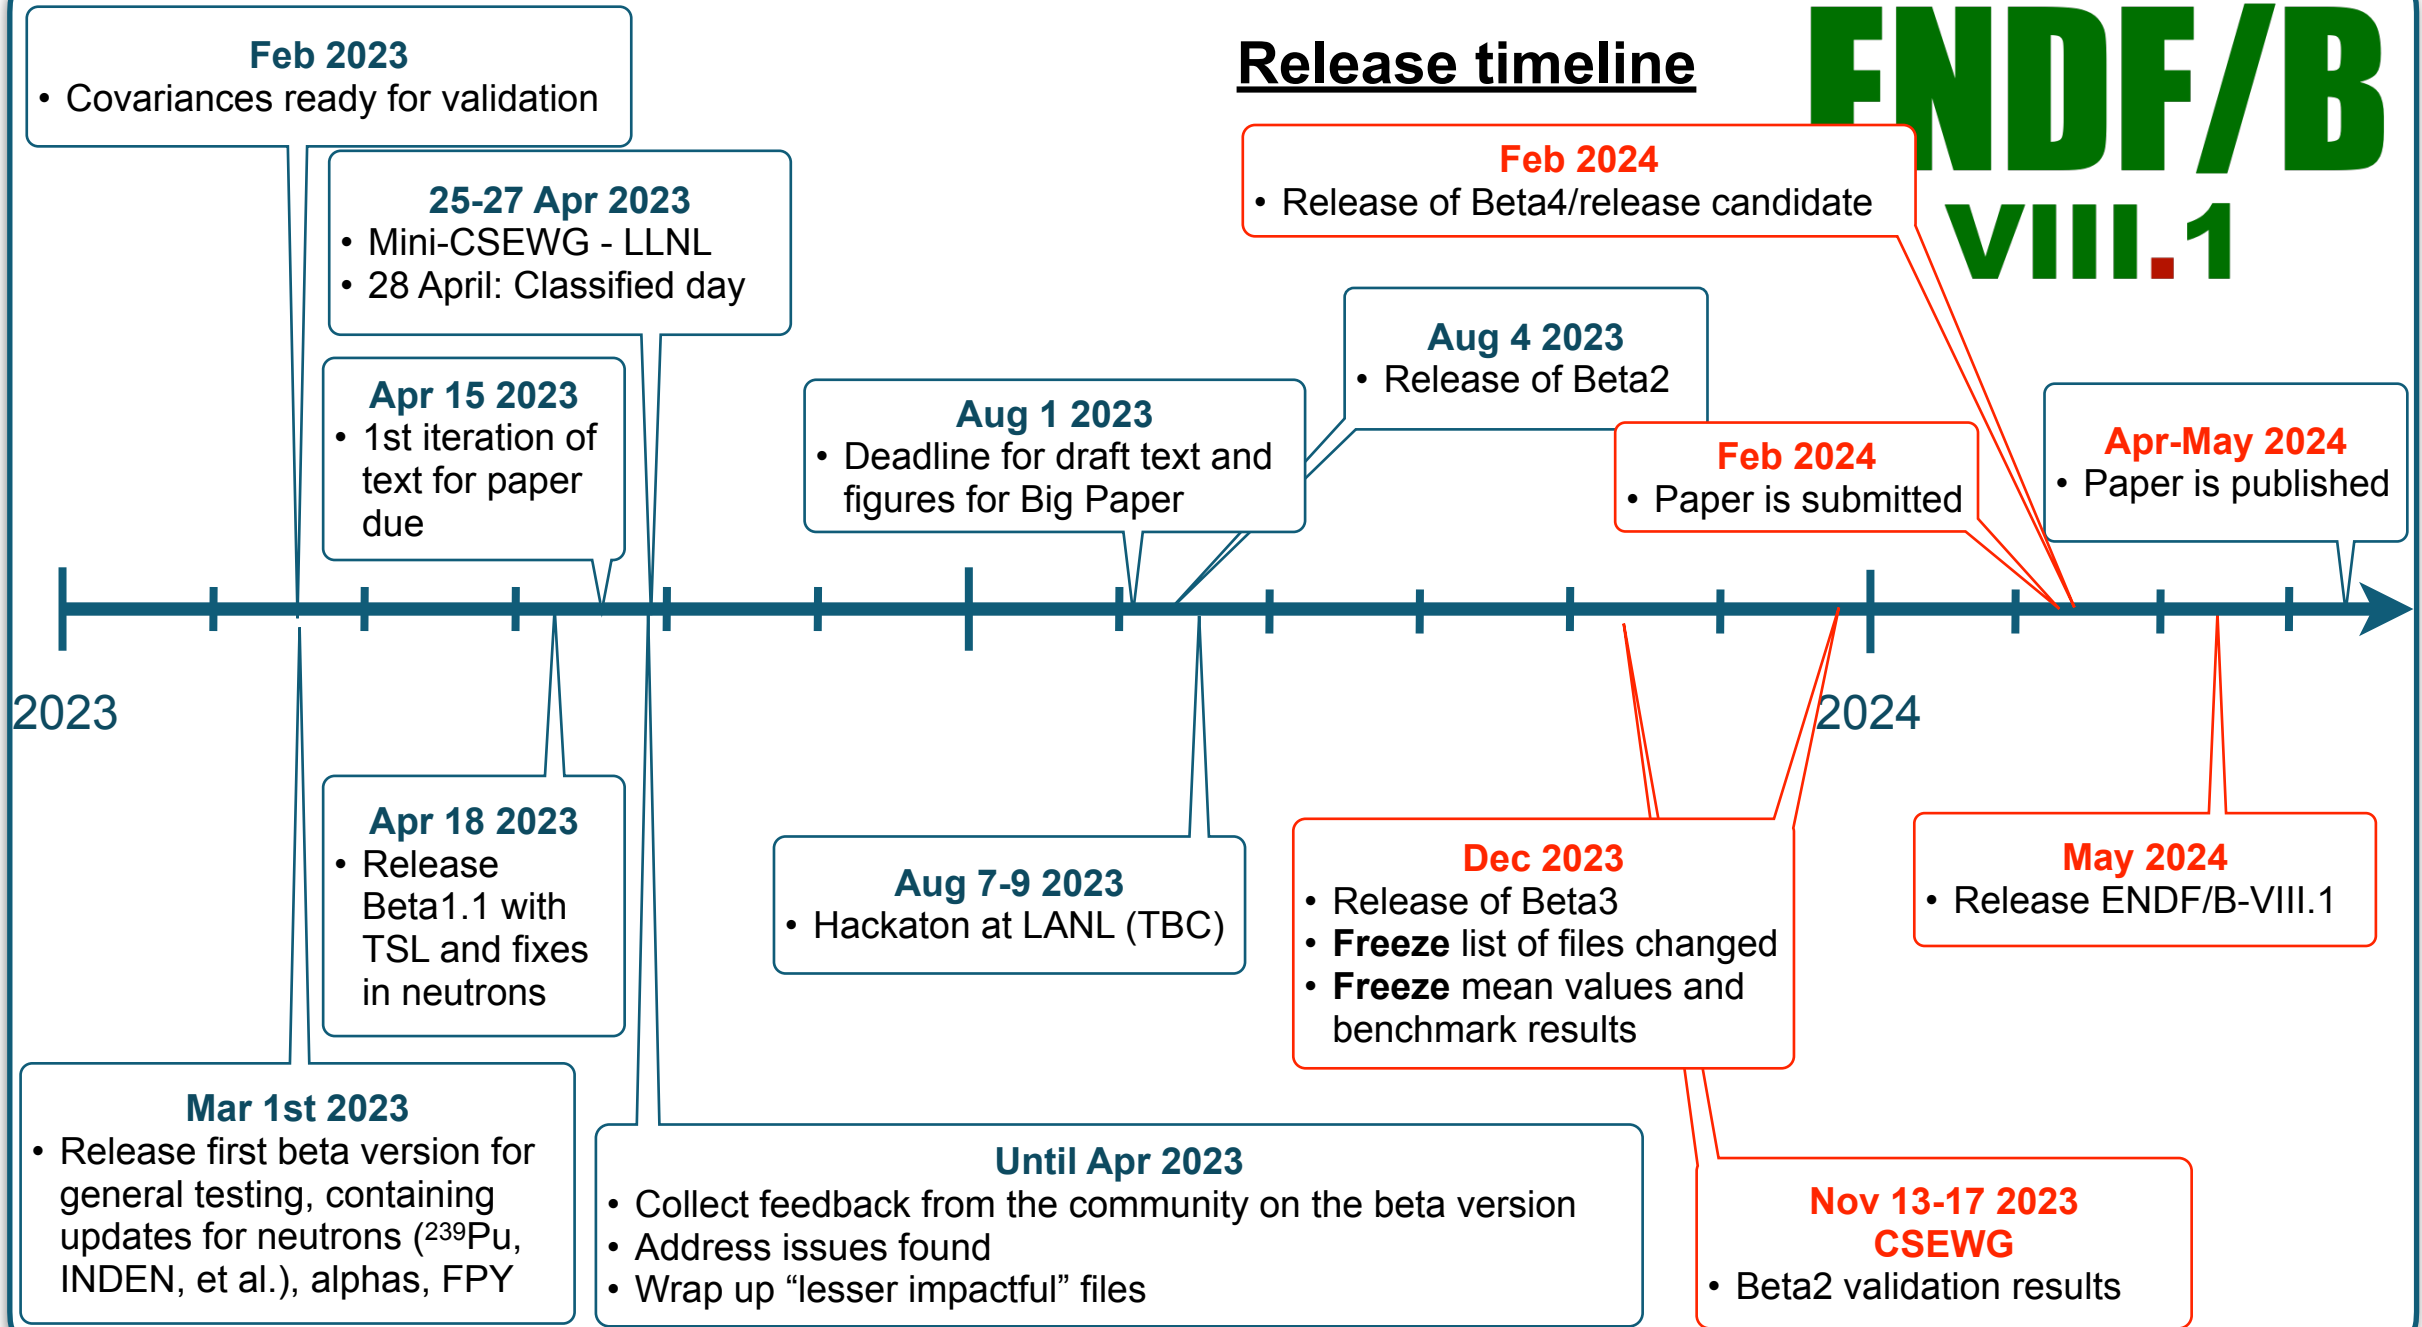 Release timeline
ENDF/B
VIII.1
Feb 2023
• Covariances ready for validation
25-27 Apr 2023
• Mini-CSEWG - LLNL
• 28 April: Classified day
Apr 15 2023
• 1st iteration of
text for paper
due
Aug 1 2023
• Deadline for draft text and
figures for Big Paper
Aug 4 2023
• Release of Beta2
Feb 2024
• Release of Beta4/release candidate
Feb 2024
• Paper is submitted
Apr-May 2024
• Paper is published
2023
2024
Apr 18 2023
• Release
Beta1.1 with
TSL and fixes
in neutrons
Mar 1st 2023
• Release first beta version for
general testing, containing
updates for neutrons (²³⁹Pu,
INDEN, et al.), alphas, FPY
Until Apr 2023
• Collect feedback from the community on the beta version
• Address issues found
• Wrap up “lesser impactful” files
Aug 7-9 2023
• Hackaton at LANL (TBC)
Dec 2023
• Release of Beta3
• Freeze list of files changed
• Freeze mean values and
benchmark results
Nov 13-17 2023
CSEWG
• Beta2 validation results
May 2024
• Release ENDF/B-VIII.1